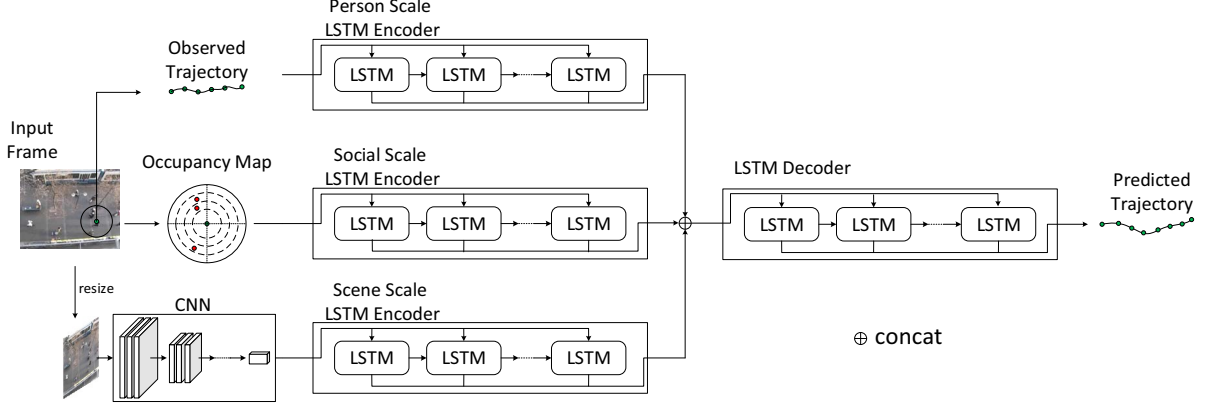 Person Scale
LSTM Encoder
Observed
Trajectory
LSTM
LSTM
LSTM
Input
Frame
Occupancy Map
Social Scale
LSTM Encoder
LSTM
LSTM
LSTM
LSTM Decoder
LSTM
LSTM
LSTM
Predicted
Trajectory
resize
CNN
Scene Scale
LSTM Encoder
LSTM
LSTM
LSTM
⊕ concat